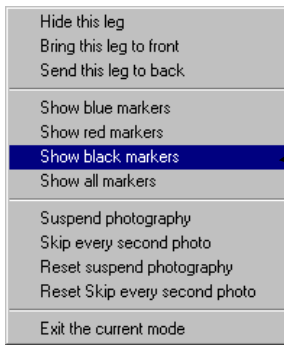 Hide this leg
Bring this leg to front
Send this leg to back
Show blue markers
Show red markers
Show black markers
Show all markers
Suspend photography
Skip every second photo
Reset suspend photography
Reset Skip every second photo
Exit the current mode